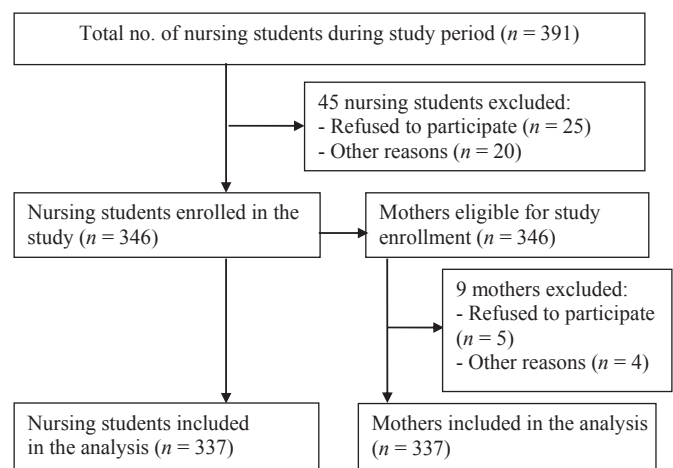 Total no. of nursing students during study period (n = 391)
45 nursing students excluded:
- Refused to participate (n = 25)
- Other reasons (n = 20)
Nursing students enrolled in the
study (n = 346)
Mothers eligible for study
enrollment (n = 346)
9 mothers excluded:
- Refused to participate
(n = 5)
- Other reasons (n = 4)
Nursing students included
in the analysis (n = 337)
Mothers included in the analysis
(n = 337)